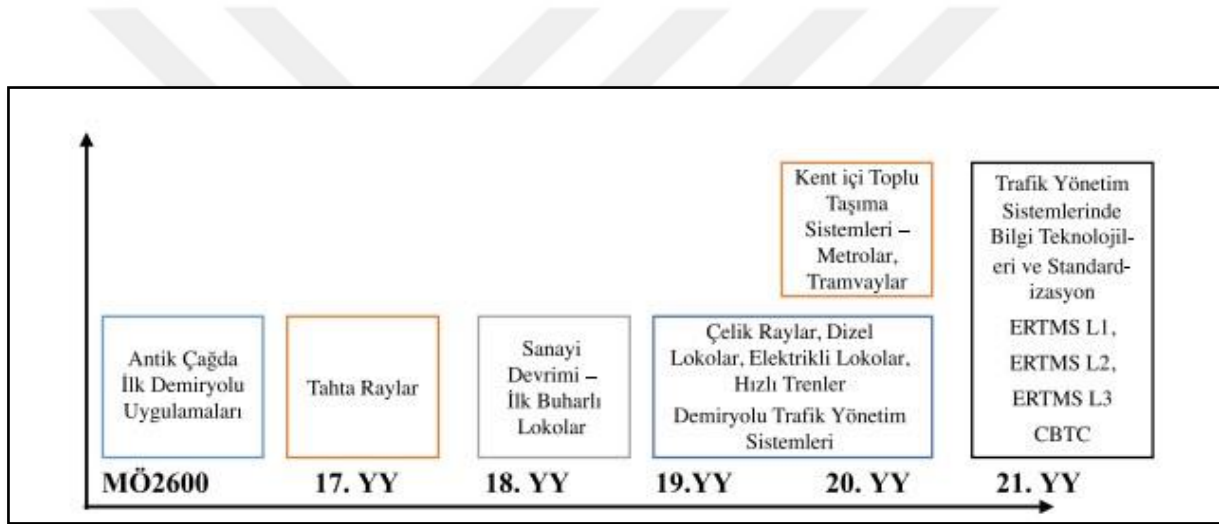 Antik Çağda
İlk Demiryolu
Uygulamaları
Tahta Raylar
Sanayi
Devrimi –
İlk Buharlı
Lokolar
Kent içi Toplu
Taşıma
Sistemleri –
Metrolar,
Tramvaylar
Çelik Raylar, Dizel
Lokolar, Elektrikli Lokolar,
Hızlı Trenler
Demiryolu Trafik Yönetim
Sistemleri
Trafik Yönetim
Sistemlerinde
Bilgi Teknolojil-
eri ve Standard-
izasyon
ERTMS L1,
ERTMS L2,
ERTMS L3
CBTC
MÖ2600
17. YY
18. YY
19.YY
20. YY
21. YY